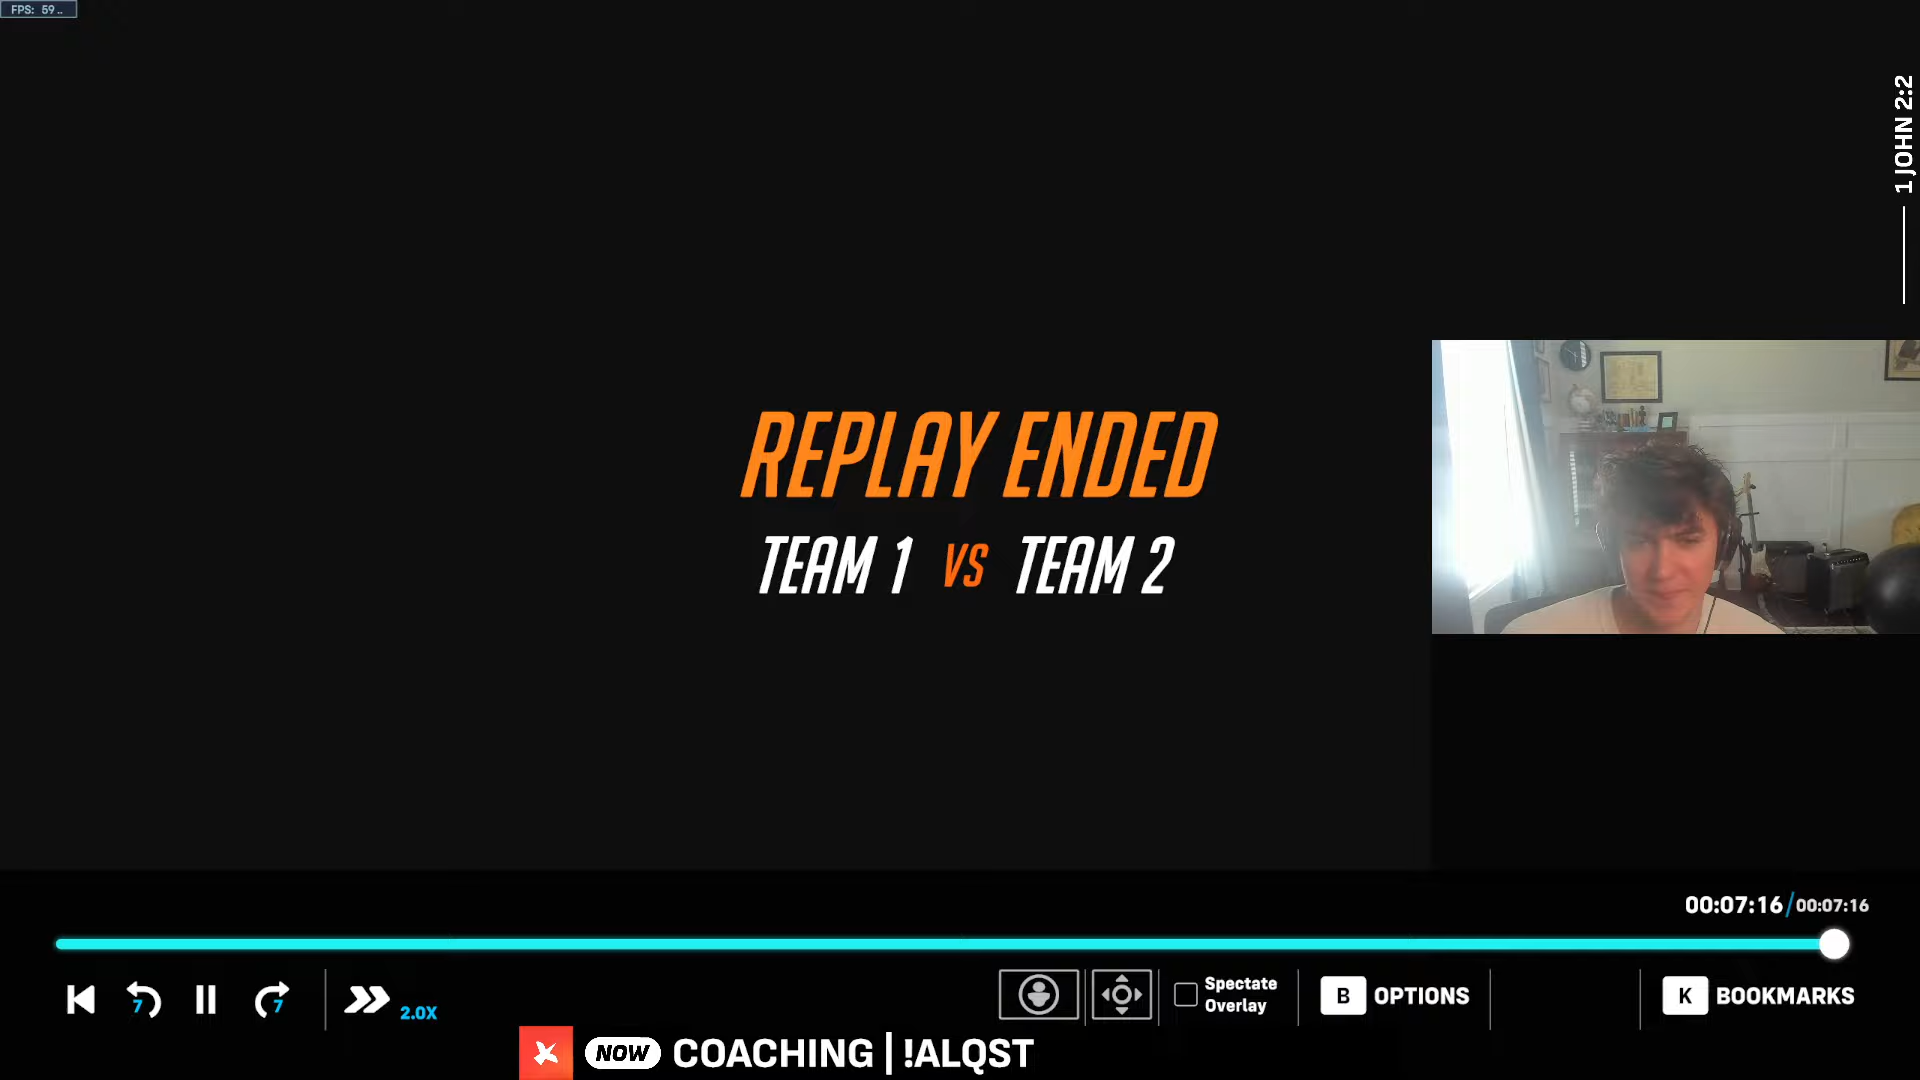 FPS: 59..
1 JOHN 2:2
REPLAY ENDED
TEAM 1 VS TEAM 2
00:07:16/00:07:16
7
7
2.0X
Spectate
Overlay
B OPTIONS
K BOOKMARKS
NOW COACHING | !ALQST